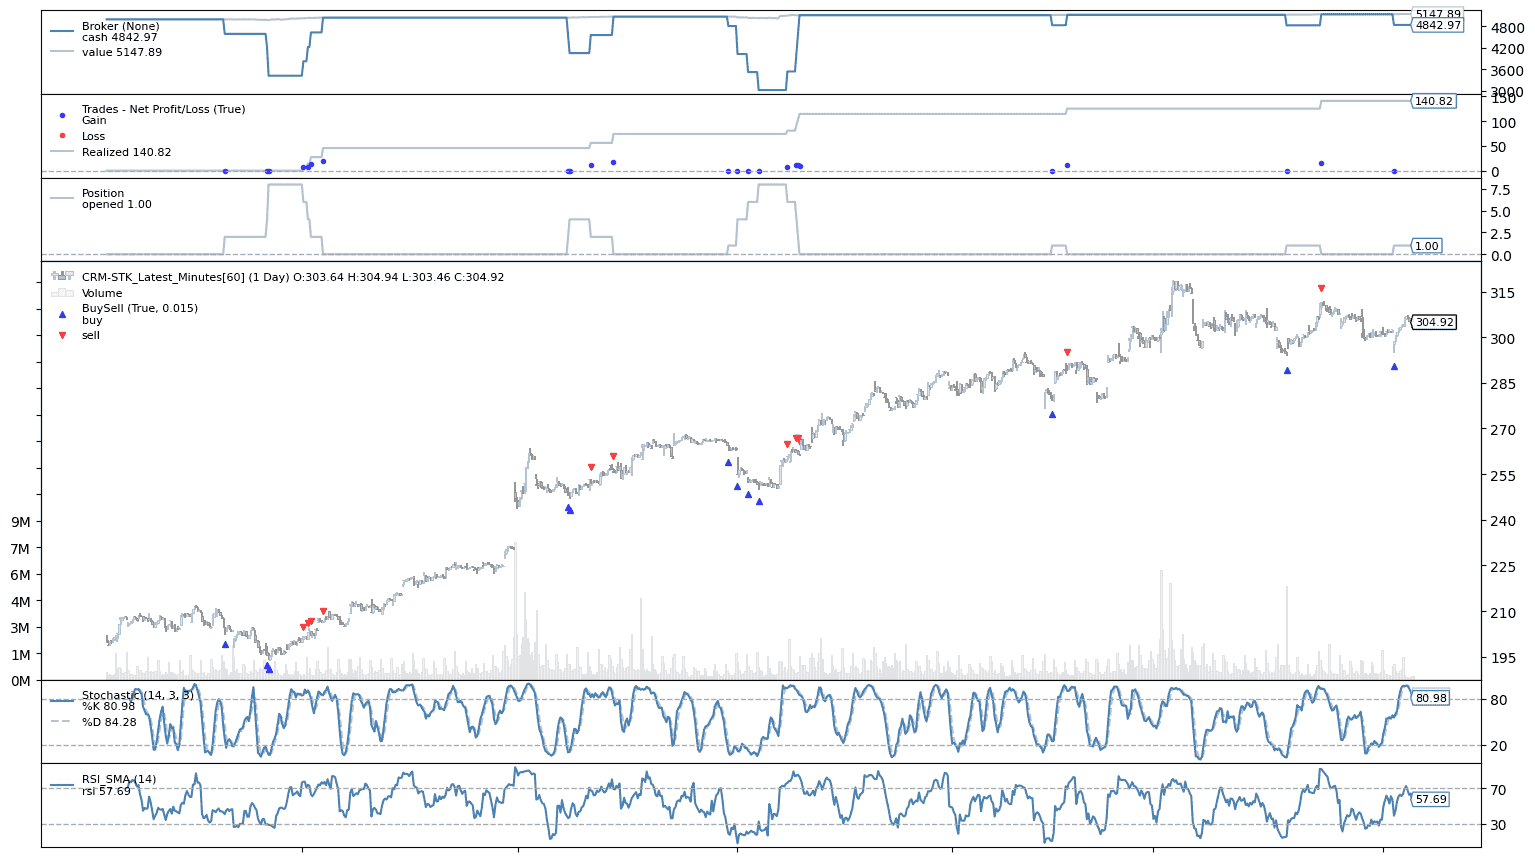 Broker (None)
cash 4842.97
value 5147.89
5147.89
4842.97
4800
4200
3600
3000
Trades - Net Profit/Loss (True)
Gain
Loss
Realized 140.82
150
140.82
100
50
0
Position
opened 1.00
7.5
5.0
2.5
1.00
0.0
CRM-STK_Latest_Minutes[60] (1 Day) O:303.64 H:304.94 L:303.46 C:304.92
Volume
BuySell (True, 0.015)
buy
sell
315
304.92
300
285
270
255
240
225
210
195
9M
7M
6M
4M
3M
1M
0M
Stochastic (14, 3, 3)
%K 80.98
%D 84.28
80.98
80
20
RSI_SMA (14)
rsi 57.69
70
57.69
30